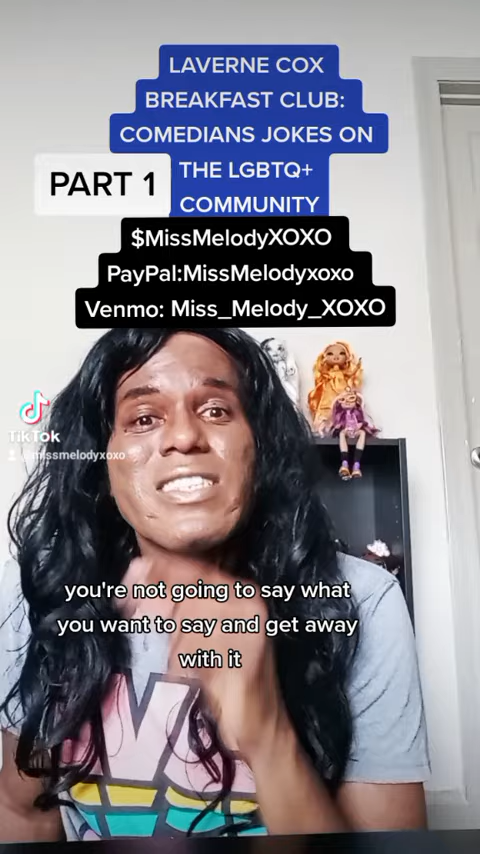 LAVERNE COX
BREAKFAST CLUB:
COMEDIANS JOKES ON
THE LGBTQ+
COMMUNITY
PART 1
$MissMelodyXOXO
PayPal:MissMelodyxoxo
Venmo: Miss_Melody_XOXO
TikTok
@missmelodyxoxo
you're not going to say what
you want to say and get away
with it